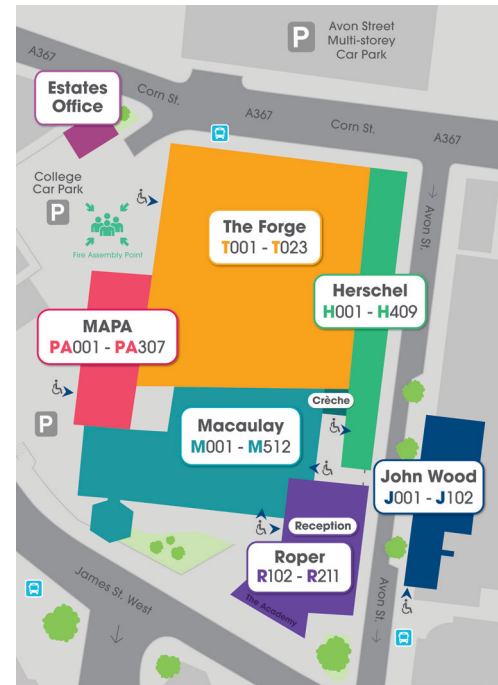 Avon Street
Multi-storey
Car Park
P
A367
Corn St.
A367
Corn St.
A367
Estates
Office
College
Car Park
P
Fire Assembly Point
Avon St.
The Forge
T001 - T023
Herschel
H001 - H409
MAPA
PA001 - PA307
Crèche
P
Macaulay
M001 - M512
John Wood
J001 - J102
Reception
Roper
R102 - R211
The Academy
James St. West
Avon St.